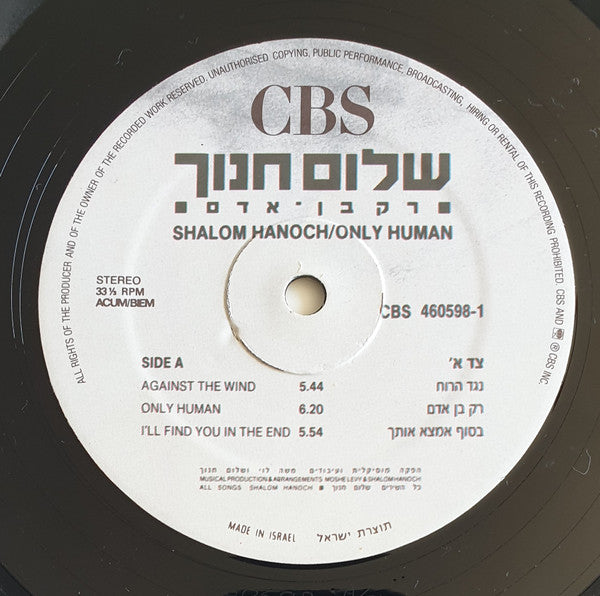 ALL RIGHTS OF THE PRODUCER AND OF THE OWNER OF THE RECORDED WORK RESERVED. UNAUTHORISED COPYING, PUBLIC PERFORMANCE, BROADCASTING, HIRING OR RENTAL OF THIS RECORDING PROHIBITED. CBS AND ® CBS INC.
CBS
שלום חנוך
■ רק בן־אדם ■
SHALOM HANOCH/ONLY HUMAN
STEREO
33⅓ RPM
ACUM/BIEM
CBS 460598-1
SIDE A צד א׳
AGAINST THE WIND 5.44 נגד הרוח
ONLY HUMAN 6.20 רק בן אדם
I'LL FIND YOU IN THE END 5.54 בסוף אמצא אותך
הפקה מוסיקלית ועיבודים משה לוי ושלום חנוך
MUSICAL PRODUCTION & ARRANGEMENTS MOSHE LEVY & SHALOM HANOCH
ALL SONGS SHALOM HANOCH ■ כל השירים שלום חנוך
MADE IN ISRAEL תוצרת ישראל